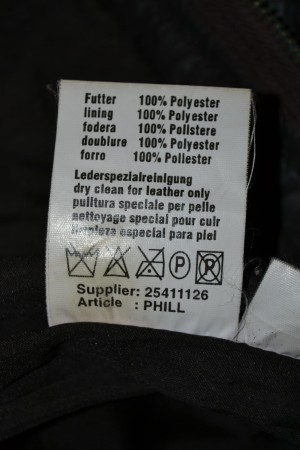 Futter 100% Polyester
lining 100% Polyester
fodera 100% Polistere
doublure 100% Polyester
forro 100% Poliester
Lederspezialreinigung
dry clean for leather only
pulitura speciale per pelle
nettoyage special pour cuir
limpieza especial para piel
P R
Supplier: 25411126
Article : PHILL